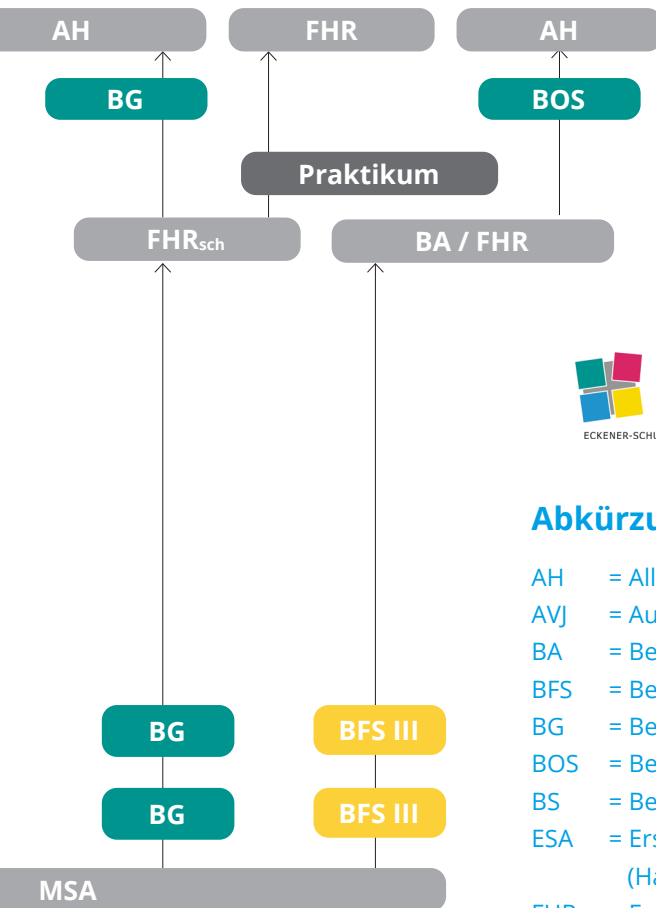 AH FHR AH
BG BOS
Praktikum
FHRsch BA / FHR
BG BFS III
BG BFS III
MSA
ECKENER-SCHU
Abkürzu
AH = All
AVJ = Au
BA = Be
BFS = Be
BG = Be
BOS = Be
BS = Be
ESA = Ers
(Ha